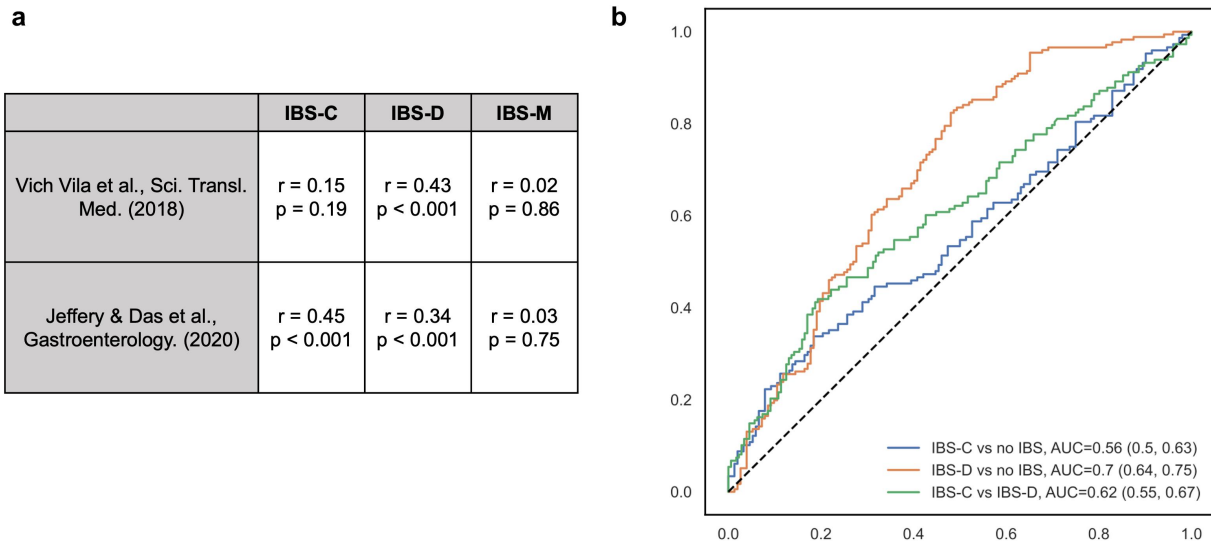 a
IBS-C IBS-D IBS-M
Vich Vila et al., Sci. Transl.
Med. (2018)
r = 0.15
p = 0.19
r = 0.43
p < 0.001
r = 0.02
p = 0.86
Jeffery & Das et al.,
Gastroenterology. (2020)
r = 0.45
p < 0.001
r = 0.34
p < 0.001
r = 0.03
p = 0.75
b
1.0
0.8
0.6
0.4
0.2
0.0
IBS-C vs no IBS, AUC=0.56 (0.5, 0.63)
IBS-D vs no IBS, AUC=0.7 (0.64, 0.75)
IBS-C vs IBS-D, AUC=0.62 (0.55, 0.67)
0.0 0.2 0.4 0.6 0.8 1.0